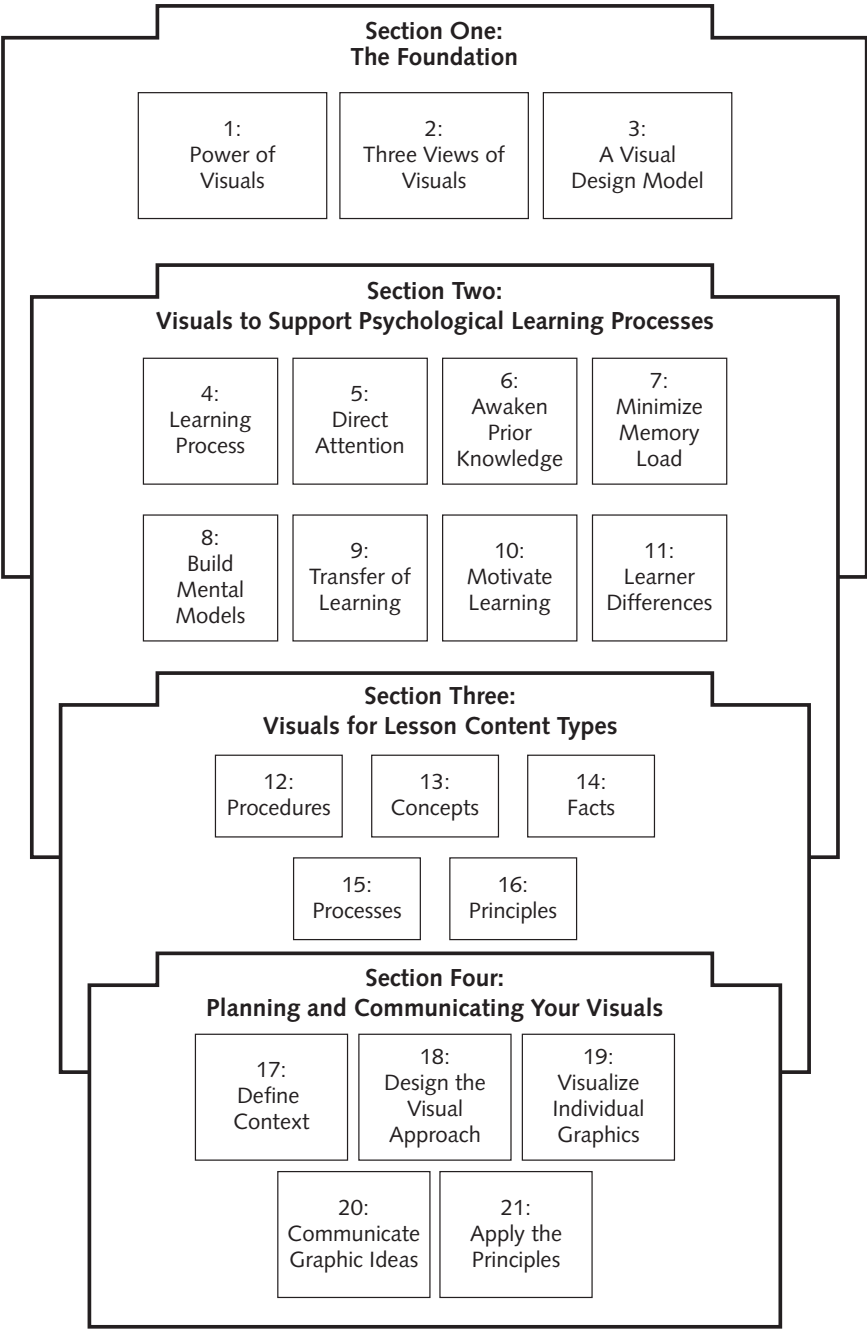 Section One:
The Foundation
1:
Power of
Visuals
2:
Three Views of
Visuals
3:
A Visual
Design Model
Section Two:
Visuals to Support Psychological Learning Processes
4:
Learning
Process
5:
Direct
Attention
6:
Awaken
Prior
Knowledge
7:
Minimize
Memory
Load
8:
Build
Mental
Models
9:
Transfer of
Learning
10:
Motivate
Learning
11:
Learner
Differences
Section Three:
Visuals for Lesson Content Types
12:
Procedures
13:
Concepts
14:
Facts
15:
Processes
16:
Principles
Section Four:
Planning and Communicating Your Visuals
17:
Define
Context
18:
Design the
Visual
Approach
19:
Visualize
Individual
Graphics
20:
Communicate
Graphic Ideas
21:
Apply the
Principles